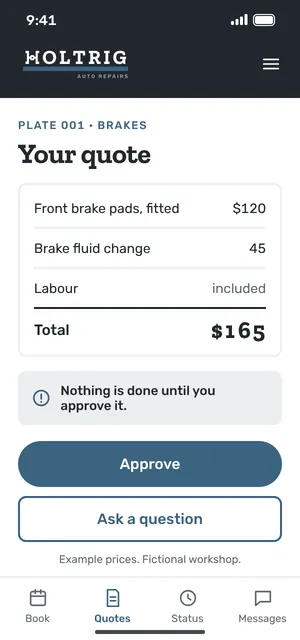 9:41
HOLTRIG
AUTO REPAIRS
PLATE 001 • BRAKES
Your quote
Front brake pads, fitted $120
Brake fluid change 45
Labour included
Total $165
Nothing is done until you
approve it.
Approve
Ask a question
Example prices. Fictional workshop.
Book Quotes Status Messages